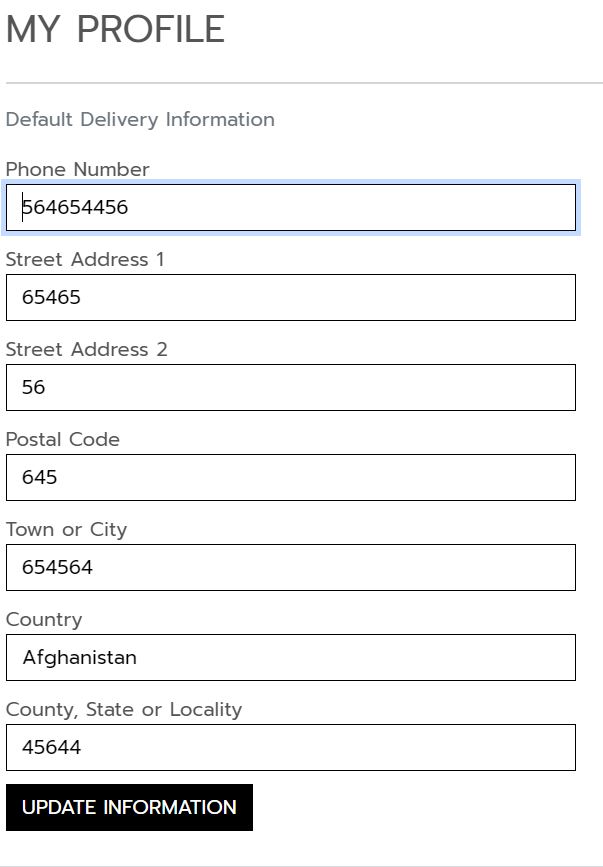 MY PROFILE
Default Delivery Information
Phone Number
564654456
Street Address 1
65465
Street Address 2
56
Postal Code
645
Town or City
654564
Country
Afghanistan
County, State or Locality
45644
UPDATE INFORMATION